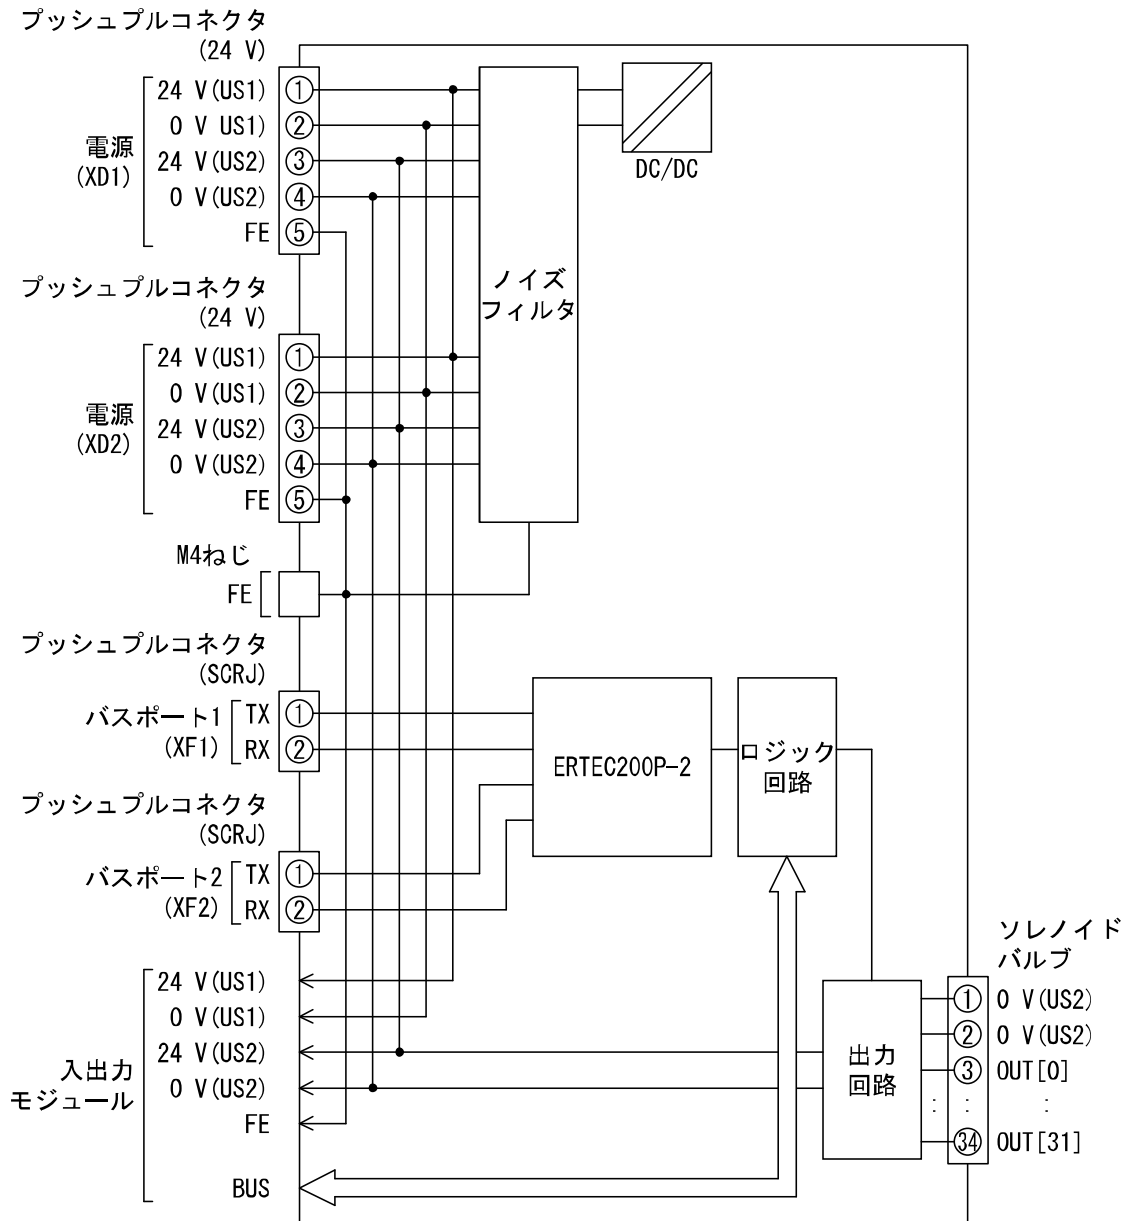 プッシュプルコネクタ
(24 V)
電源
(XD1)
24 V(US1)
0 V US1)
24 V(US2)
0 V(US2)
FE
①
②
③
④
⑤
ノイズ
フィルタ
DC/DC
プッシュプルコネクタ
(24 V)
電源
(XD2)
24 V(US1)
0 V(US1)
24 V(US2)
0 V(US2)
FE
①
②
③
④
⑤
M4ねじ
FE
プッシュプルコネクタ
(SCRJ)
バスポート1
(XF1)
TX
RX
①
②
ERTEC200P-2
ロジック
回路
プッシュプルコネクタ
(SCRJ)
バスポート2
(XF2)
TX
RX
①
②
入出力
モジュール
24 V(US1)
0 V(US1)
24 V(US2)
0 V(US2)
FE
BUS
出力
回路
ソレノイド
バルブ
① 0 V(US2)
② 0 V(US2)
③ OUT[0]
: : :
㉞ OUT[31]